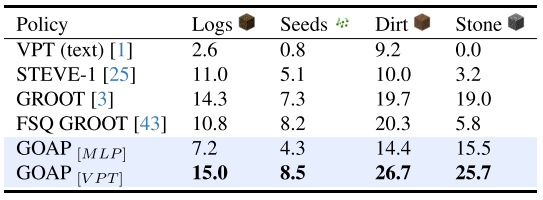 Policy Logs Seeds Dirt Stone
VPT (text) [1] 2.6 0.8 9.2 0.0
STEVE-1 [25] 11.0 5.1 10.0 3.2
GROOT [3] 14.3 7.3 19.7 19.0
FSQ GROOT [43] 10.8 8.2 20.3 5.8
GOAP [MLP] 7.2 4.3 14.4 15.5
GOAP [VPT] 15.0 8.5 26.7 25.7